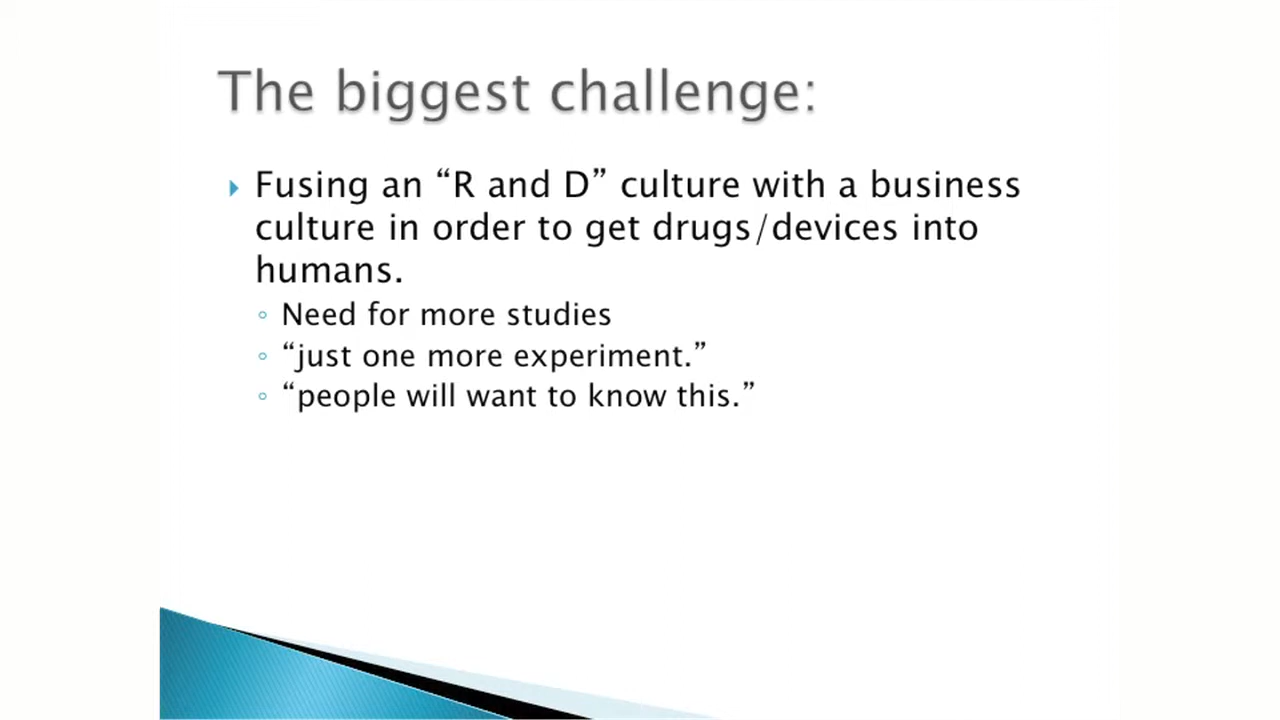 The biggest challenge:
Fusing an “R and D” culture with a business
culture in order to get drugs/devices into
humans.
Need for more studies
“just one more experiment.”
“people will want to know this.”